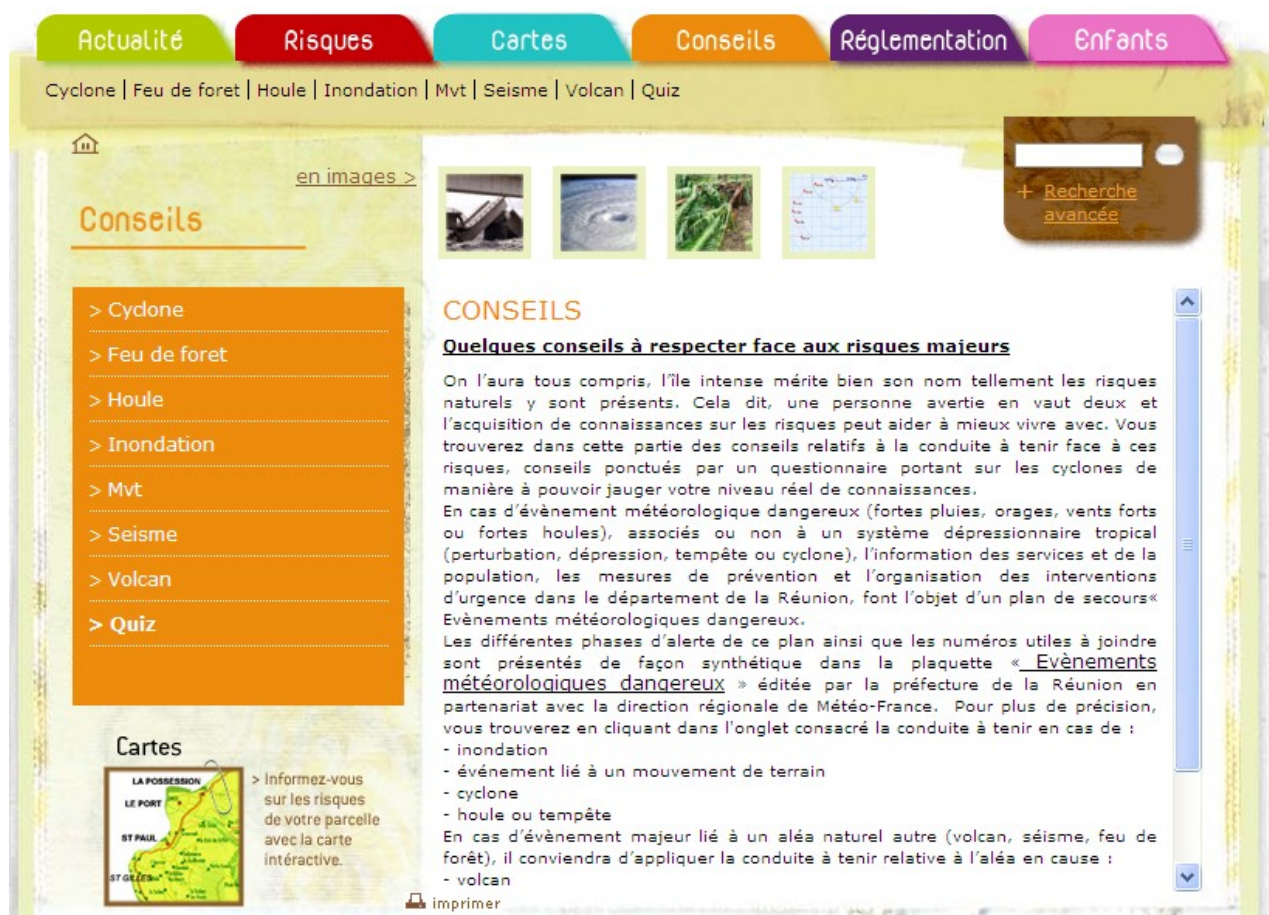 Actualité Risques Cartes Conseils Réglementation Enfants
Cyclone | Feu de foret | Houle | Inondation | Mvt | Seisme | Volcan | Quiz
en images >
+ Recherche
avancée
Conseils
> Cyclone
> Feu de foret
> Houle
> Inondation
> Mvt
> Seisme
> Volcan
> Quiz
CONSEILS
Quelques conseils à respecter face aux risques majeurs
On l'aura tous compris, l'île intense mérite bien son nom tellement les risques
naturels y sont présents. Cela dit, une personne avertie en vaut deux et
l'acquisition de connaissances sur les risques peut aider à mieux vivre avec. Vous
trouverez dans cette partie des conseils relatifs à la conduite à tenir face à ces
risques, conseils ponctués par un questionnaire portant sur les cyclones de
manière à pouvoir jauger votre niveau réel de connaissances.
En cas d'évènement météorologique dangereux (fortes pluies, orages, vents forts
ou fortes houles), associés ou non à un système dépressionnaire tropical
(perturbation, dépression, tempête ou cyclone), l'information des services et de la
population, les mesures de prévention et l'organisation des interventions
d'urgence dans le département de la Réunion, font l'objet d'un plan de secours«
Evènements météorologiques dangereux.
Les différentes phases d'alerte de ce plan ainsi que les numéros utiles à joindre
sont présentés de façon synthétique dans la plaquette « Evènements
météorologiques dangereux » éditée par la préfecture de la Réunion en
partenariat avec la direction régionale de Météo-France. Pour plus de précision,
vous trouverez en cliquant dans l'onglet consacré la conduite à tenir en cas de :
- inondation
- événement lié à un mouvement de terrain
- cyclone
- houle ou tempête
En cas d'évènement majeur lié à un aléa naturel autre (volcan, séisme, feu de
forêt), il conviendra d'appliquer la conduite à tenir relative à l'aléa en cause :
- volcan
Cartes
LA POSSESSION
LE PORT
ST PAUL
ST GILLES
> Informez-vous
sur les risques
de votre parcelle
avec la carte
intéractive.
imprimer